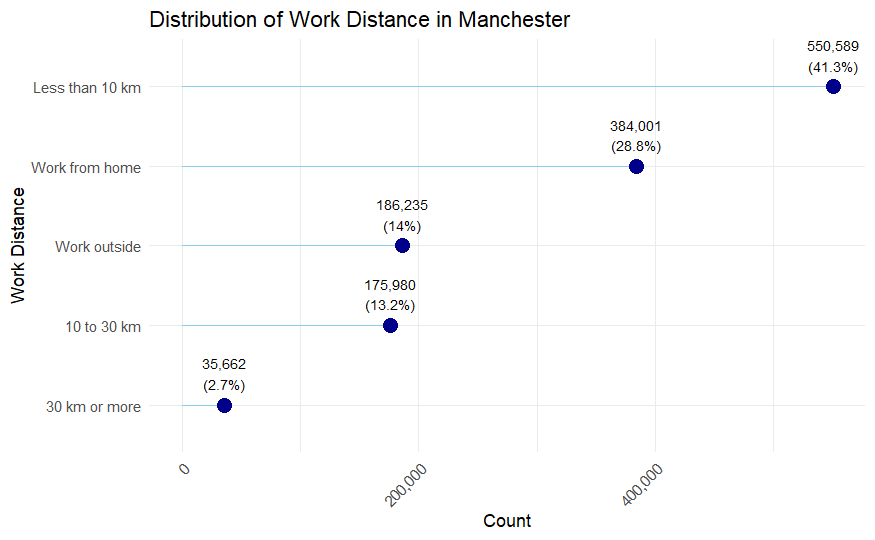 Distribution of Work Distance in Manchester
550,589
(41.3%)
Less than 10 km
384,001
(28.8%)
Work from home
186,235
(14%)
Work outside
175,980
(13.2%)
10 to 30 km
35,662
(2.7%)
30 km or more
Work Distance
0
200,000
400,000
Count